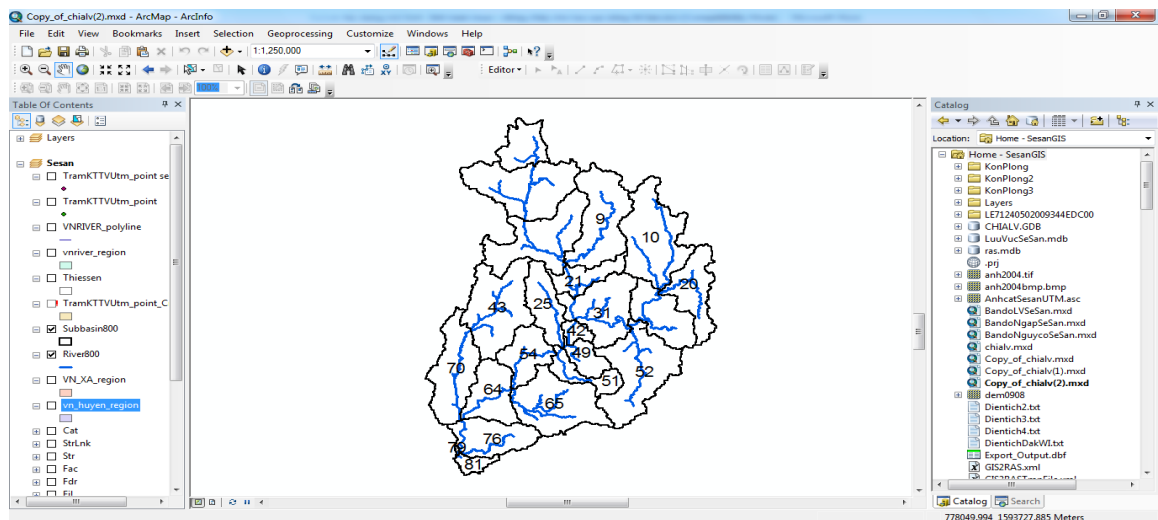 Copy_of_chialv(2).mxd - ArcMap - ArcInfo
File Edit View Bookmarks Insert Selection Geoprocessing Customize Windows Help
1:1,250,000
Editor
100%
Table Of Contents
Layers
Sesan
TramKTTVUtm_point se
TramKTTVUtm_point
VNRIVER_polyline
vnriver_region
Thiessen
TramKTTVUtm_point_C
Subbasin800
River800
VN_XA_region
vn_huyen_region
Cat
StrLnk
Str
Fac
Fdr
Fil
9
10
21
20
43
25
31
42
54
49
70
52
51
64
65
76
79
81
Catalog
Location: Home - SesanGIS
Home - SesanGIS
KonPlong
KonPlong2
KonPlong3
Layers
LE71240502009344EDC00
CHIALV.GDB
LuuVucSeSan.mdb
ras.mdb
.prj
anh2004.tif
anh2004bmp.bmp
AnhcatSesanUTM.asc
BandoLVSeSan.mxd
BandoNgapSeSan.mxd
BandoNguycoSeSan.mxd
chialv.mxd
Copy_of_chialv.mxd
Copy_of_chialv(1).mxd
Copy_of_chialv(2).mxd
dem0908
Dientich2.txt
Dientich3.txt
Dientich4.txt
DientichDakWI.txt
Export_Output.dbf
GIS2RAS.xml
Catalog Search
778049.994 1593727.885 Meters